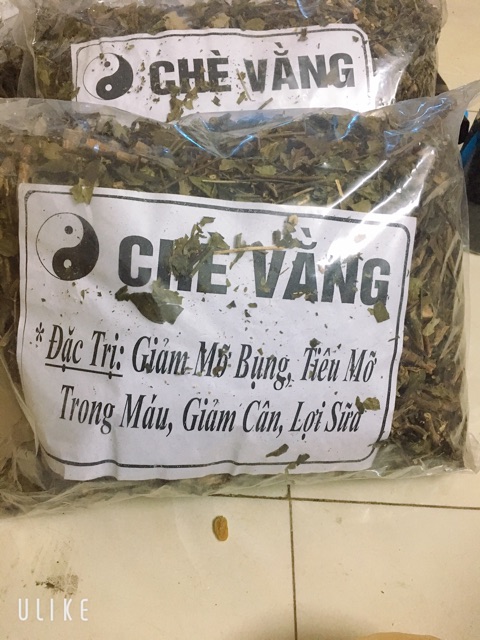 CHÈ VẰNG
CHÈ VẰNG
* Đặc Trị: Giảm Mỡ Bụng, Tiêu Mỡ
Trong Máu, Giảm Cân, Lợi Sữa
ULIKE